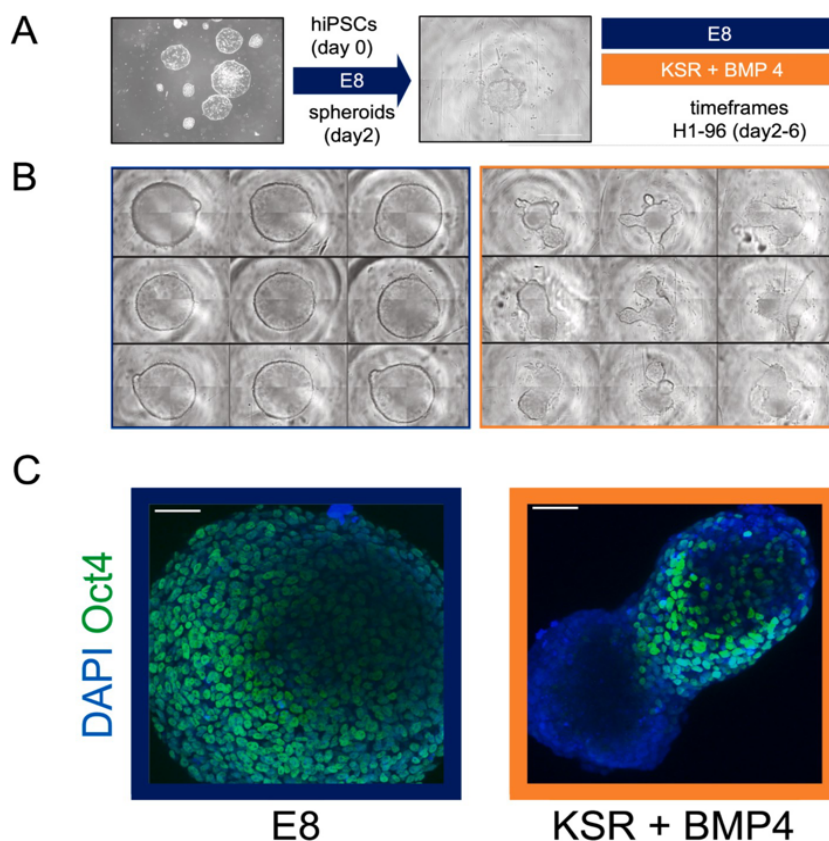 A
hiPSCs
(day 0)
E8
spheroids
(day2)
E8
KSR + BMP 4
timeframes
H1-96 (day2-6)
B
C
DAPI Oct4
E8
KSR + BMP4